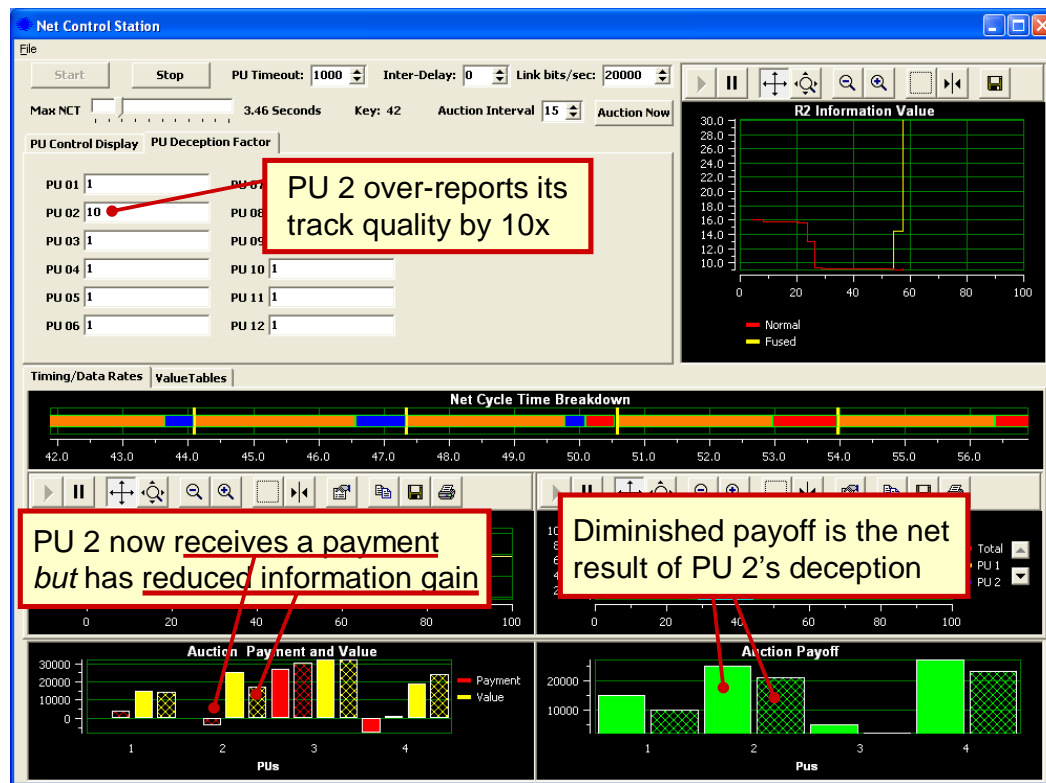 Net Control Station
File
Start Stop PU Timeout: 1000 Inter-Delay: 0 Link bits/sec: 20000
Max NCT 3.46 Seconds Key: 42 Auction Interval 15 Auction Now
PU Control Display PU Deception Factor
PU 01 1
PU 02 10
PU 03 1
PU 04 1 PU 10 1
PU 05 1 PU 11 1
PU 06 1 PU 12 1
PU 2 over-reports its
track quality by 10x
R2 Information Value
30.0
28.0
26.0
24.0
22.0
20.0
18.0
16.0
14.0
12.0
10.0
0 20 40 60 80 100
Normal
Fused
Timing/Data Rates ValueTables
Net Cycle Time Breakdown
42.0 43.0 44.0 45.0 46.0 47.0 48.0 49.0 50.0 51.0 52.0 53.0 54.0 55.0 56.0
PU 2 now receives a payment
but has reduced information gain
0 20 40 60 80 100
Diminished payoff is the net
result of PU 2's deception
Total
PU 1
PU 2
0 20 40 60 80 100
Auction Payment and Value
30000
20000
10000
0
Payment
Value
1 2 3 4
PUs
Auction Payoff
20000
10000
1 2 3 4
Pus